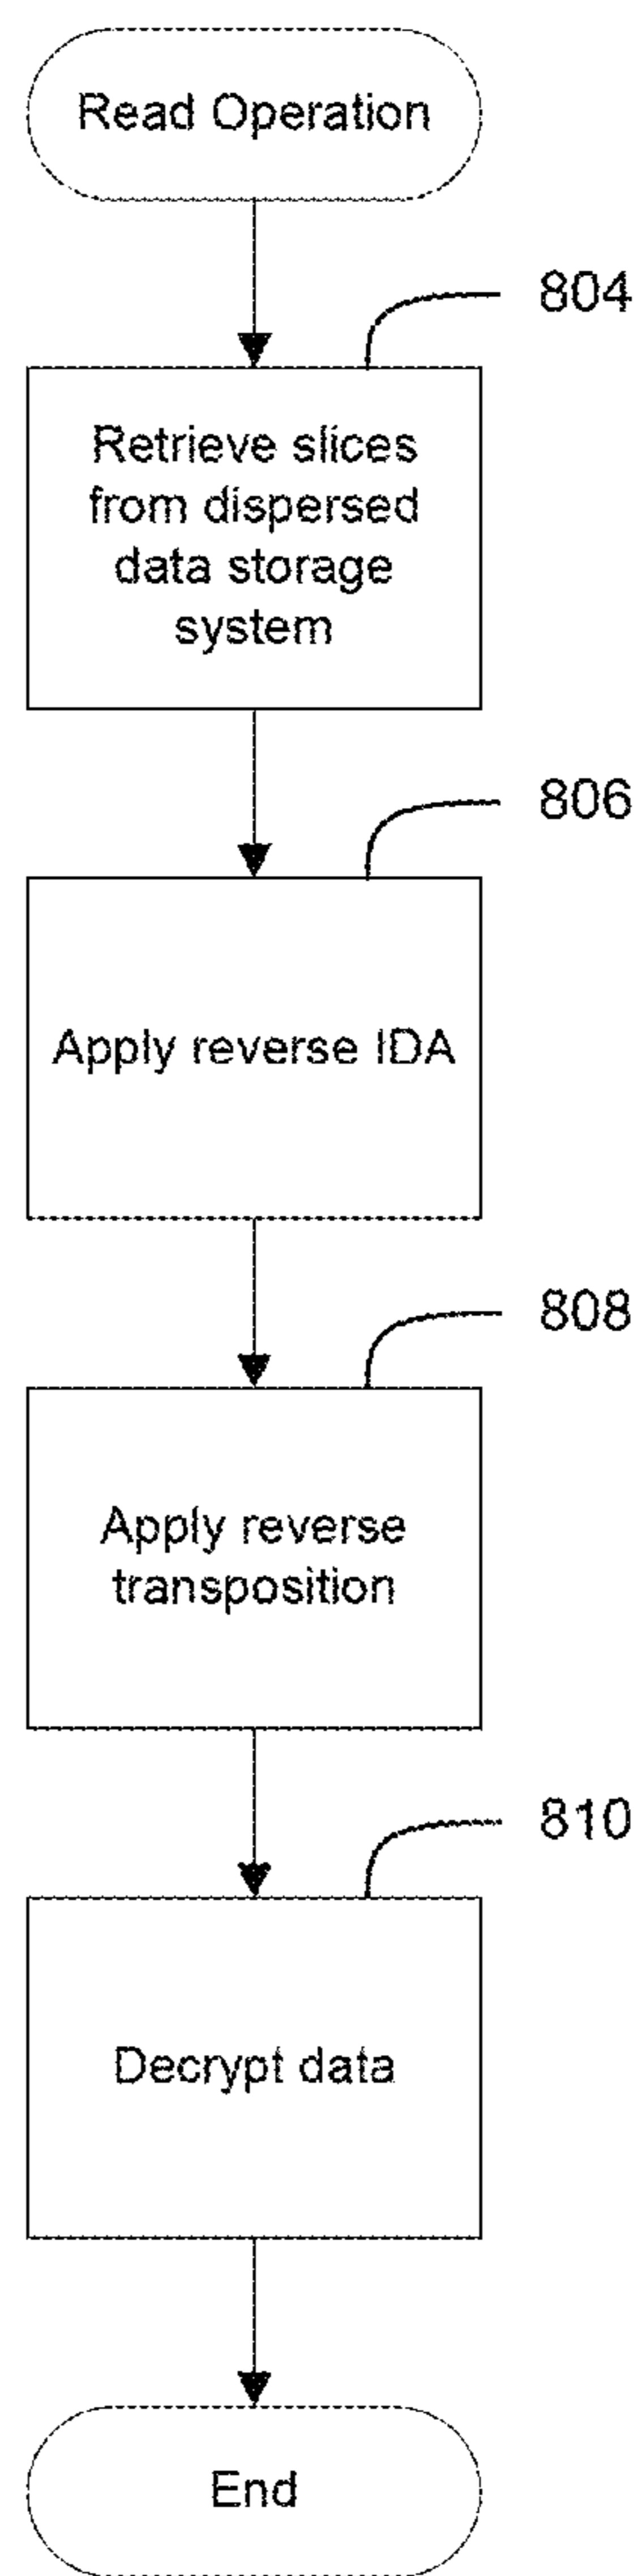 Read Operation
804
Retrieve slices
from dispersed
data storage
system
806
Apply reverse IDA
808
Apply reverse
transposition
810
Decrypt data
End